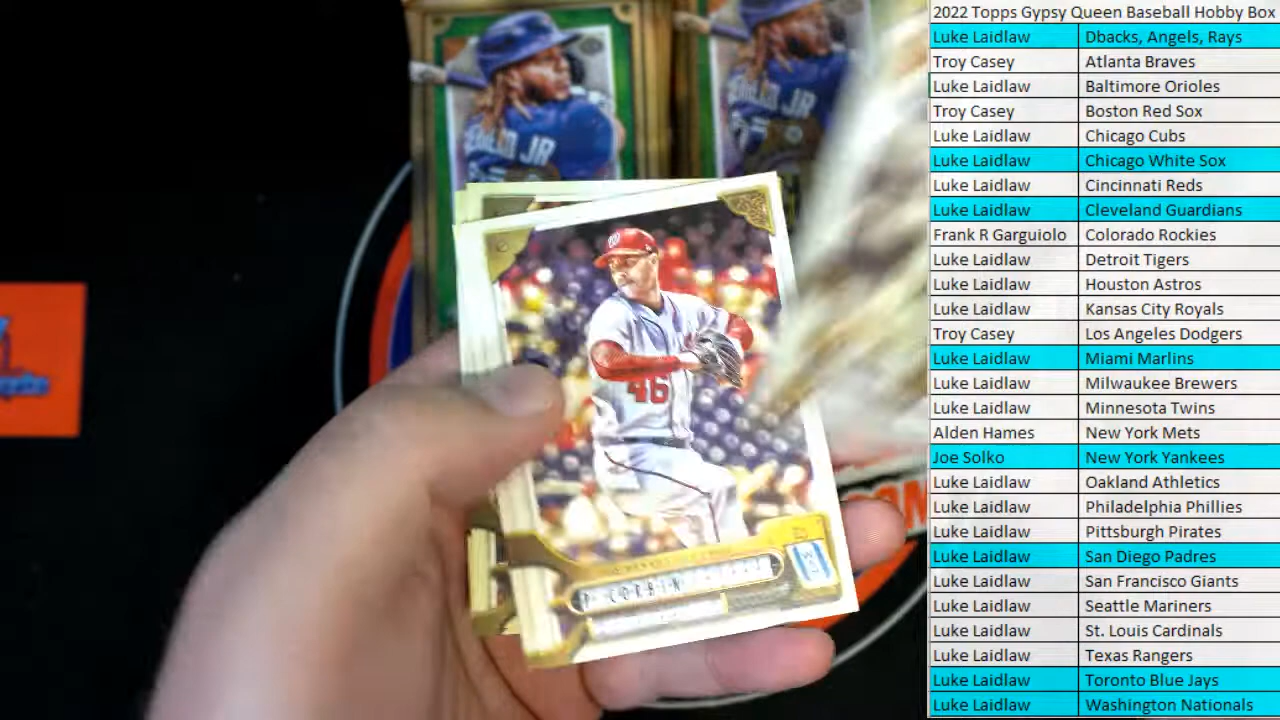 2022 Topps Gypsy Queen Baseball Hobby Box
Luke Laidlaw Dbacks, Angels, Rays
Troy Casey Atlanta Braves
Luke Laidlaw Baltimore Orioles
Troy Casey Boston Red Sox
Luke Laidlaw Chicago Cubs
Luke Laidlaw Chicago White Sox
Luke Laidlaw Cincinnati Reds
Luke Laidlaw Cleveland Guardians
Frank R Garguiolo Colorado Rockies
Luke Laidlaw Detroit Tigers
Luke Laidlaw Houston Astros
Luke Laidlaw Kansas City Royals
Troy Casey Los Angeles Dodgers
Luke Laidlaw Miami Marlins
Luke Laidlaw Milwaukee Brewers
Luke Laidlaw Minnesota Twins
Alden Hames New York Mets
Joe Solko New York Yankees
Luke Laidlaw Oakland Athletics
Luke Laidlaw Philadelphia Phillies
Luke Laidlaw Pittsburgh Pirates
Luke Laidlaw San Diego Padres
Luke Laidlaw San Francisco Giants
Luke Laidlaw Seattle Mariners
Luke Laidlaw St. Louis Cardinals
Luke Laidlaw Texas Rangers
Luke Laidlaw Toronto Blue Jays
Luke Laidlaw Washington Nationals
JR
JR
46
P CORBIN